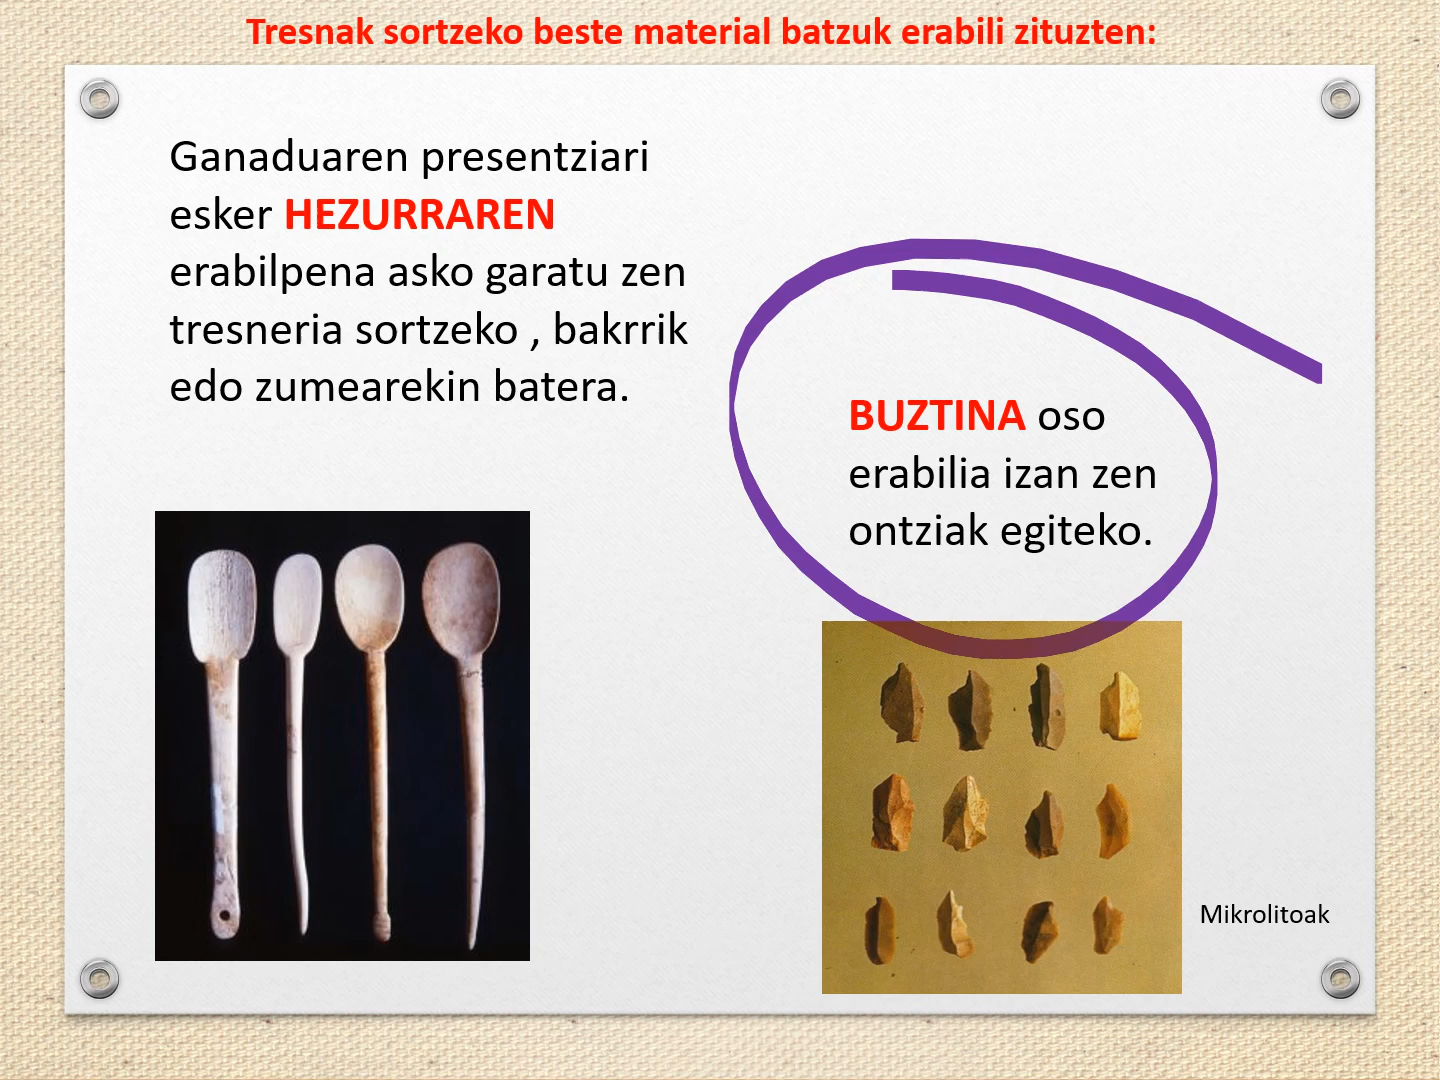 Tresnak sortzeko beste material batzuk erabili zituzten:
Ganaduaren presentziari
esker HEZURRAREN
erabilpena asko garatu zen
tresneria sortzeko , bakrrik
edo zumearekin batera.
BUZTINA oso
erabilia izan zen
ontziak egiteko.
Mikrolitoak